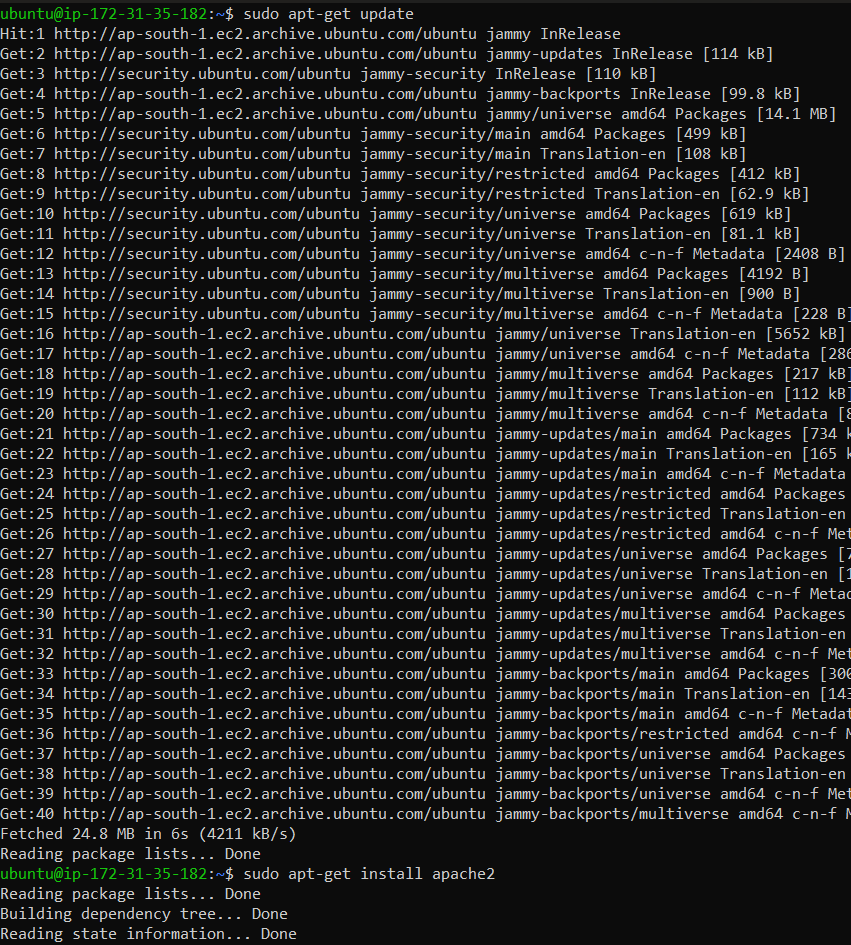 ubuntu@ip-172-31-35-182:~$ sudo apt-get update
Hit:1 http://ap-south-1.ec2.archive.ubuntu.com/ubuntu jammy InRelease
Get:2 http://ap-south-1.ec2.archive.ubuntu.com/ubuntu jammy-updates InRelease [114 kB]
Get:3 http://security.ubuntu.com/ubuntu jammy-security InRelease [110 kB]
Get:4 http://ap-south-1.ec2.archive.ubuntu.com/ubuntu jammy-backports InRelease [99.8 kB]
Get:5 http://ap-south-1.ec2.archive.ubuntu.com/ubuntu jammy/universe amd64 Packages [14.1 MB]
Get:6 http://security.ubuntu.com/ubuntu jammy-security/main amd64 Packages [499 kB]
Get:7 http://security.ubuntu.com/ubuntu jammy-security/main Translation-en [108 kB]
Get:8 http://security.ubuntu.com/ubuntu jammy-security/restricted amd64 Packages [412 kB]
Get:9 http://security.ubuntu.com/ubuntu jammy-security/restricted Translation-en [62.9 kB]
Get:10 http://security.ubuntu.com/ubuntu jammy-security/universe amd64 Packages [619 kB]
Get:11 http://security.ubuntu.com/ubuntu jammy-security/universe Translation-en [81.1 kB]
Get:12 http://security.ubuntu.com/ubuntu jammy-security/universe amd64 c-n-f Metadata [2408 B]
Get:13 http://security.ubuntu.com/ubuntu jammy-security/multiverse amd64 Packages [4192 B]
Get:14 http://security.ubuntu.com/ubuntu jammy-security/multiverse Translation-en [900 B]
Get:15 http://security.ubuntu.com/ubuntu jammy-security/multiverse amd64 c-n-f Metadata [228 B]
Get:16 http://ap-south-1.ec2.archive.ubuntu.com/ubuntu jammy/universe Translation-en [5652 kB]
Get:17 http://ap-south-1.ec2.archive.ubuntu.com/ubuntu jammy/universe amd64 c-n-f Metadata [286
Get:18 http://ap-south-1.ec2.archive.ubuntu.com/ubuntu jammy/multiverse amd64 Packages [217 kB]
Get:19 http://ap-south-1.ec2.archive.ubuntu.com/ubuntu jammy/multiverse Translation-en [112 kB]
Get:20 http://ap-south-1.ec2.archive.ubuntu.com/ubuntu jammy/multiverse amd64 c-n-f Metadata
Get:21 http://ap-south-1.ec2.archive.ubuntu.com/ubuntu jammy-updates/main amd64 Packages [734
Get:22 http://ap-south-1.ec2.archive.ubuntu.com/ubuntu jammy-updates/main Translation-en [165
Get:23 http://ap-south-1.ec2.archive.ubuntu.com/ubuntu jammy-updates/main amd64 c-n-f Metadata
Get:24 http://ap-south-1.ec2.archive.ubuntu.com/ubuntu jammy-updates/restricted amd64 Packages
Get:25 http://ap-south-1.ec2.archive.ubuntu.com/ubuntu jammy-updates/restricted Translation-en
Get:26 http://ap-south-1.ec2.archive.ubuntu.com/ubuntu jammy-updates/restricted amd64 c-n-f Met
Get:27 http://ap-south-1.ec2.archive.ubuntu.com/ubuntu jammy-updates/universe amd64 Packages [7
Get:28 http://ap-south-1.ec2.archive.ubuntu.com/ubuntu jammy-updates/universe Translation-en [1
Get:29 http://ap-south-1.ec2.archive.ubuntu.com/ubuntu jammy-updates/universe amd64 c-n-f Metad
Get:30 http://ap-south-1.ec2.archive.ubuntu.com/ubuntu jammy-updates/multiverse amd64 Packages
Get:31 http://ap-south-1.ec2.archive.ubuntu.com/ubuntu jammy-updates/multiverse Translation-en
Get:32 http://ap-south-1.ec2.archive.ubuntu.com/ubuntu jammy-updates/multiverse amd64 c-n-f Met
Get:33 http://ap-south-1.ec2.archive.ubuntu.com/ubuntu jammy-backports/main amd64 Packages [300
Get:34 http://ap-south-1.ec2.archive.ubuntu.com/ubuntu jammy-backports/main Translation-en [143
Get:35 http://ap-south-1.ec2.archive.ubuntu.com/ubuntu jammy-backports/main amd64 c-n-f Metadat
Get:36 http://ap-south-1.ec2.archive.ubuntu.com/ubuntu jammy-backports/restricted amd64 c-n-f M
Get:37 http://ap-south-1.ec2.archive.ubuntu.com/ubuntu jammy-backports/universe amd64 Packages
Get:38 http://ap-south-1.ec2.archive.ubuntu.com/ubuntu jammy-backports/universe Translation-en
Get:39 http://ap-south-1.ec2.archive.ubuntu.com/ubuntu jammy-backports/universe amd64 c-n-f Met
Get:40 http://ap-south-1.ec2.archive.ubuntu.com/ubuntu jammy-backports/multiverse amd64 c-n-f M
Fetched 24.8 MB in 6s (4211 kB/s)
Reading package lists... Done
ubuntu@ip-172-31-35-182:~$ sudo apt-get install apache2
Reading package lists... Done
Building dependency tree... Done
Reading state information... Done